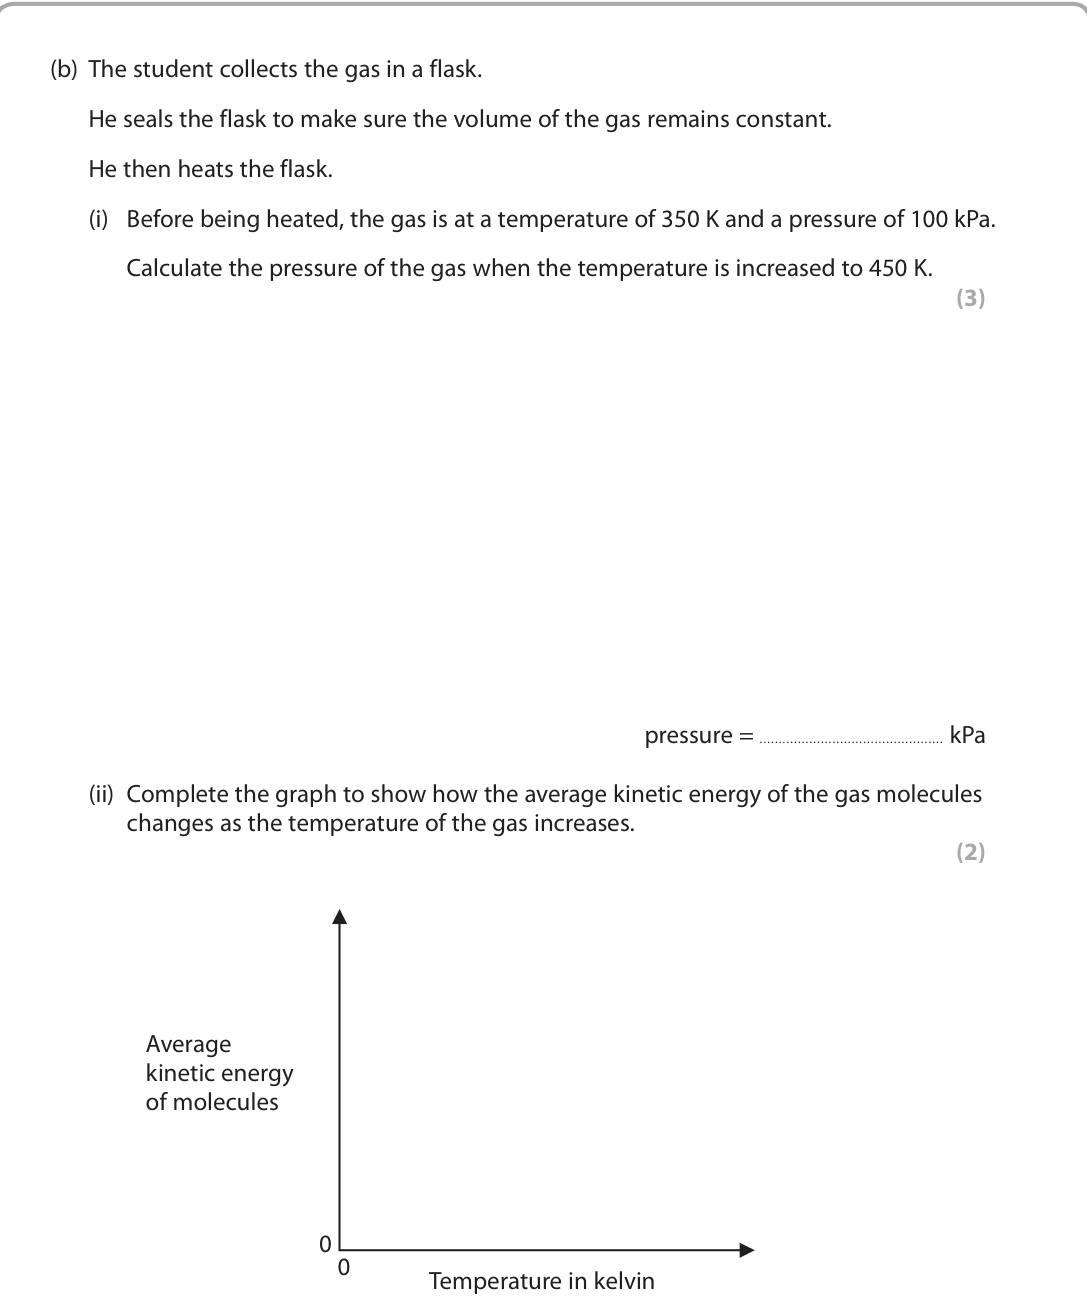 (b) The student collects the gas in a flask.
He seals the flask to make sure the volume of the gas remains constant.
He then heats the flask.
(i) Before being heated, the gas is at a temperature of 350 K and a pressure of 100 kPa.
Calculate the pressure of the gas when the temperature is increased to 450 K.
(3)
pressure = ................................................ kPa
(ii) Complete the graph to show how the average kinetic energy of the gas molecules
changes as the temperature of the gas increases.
(2)
Average
kinetic energy
of molecules
0
0
Temperature in kelvin